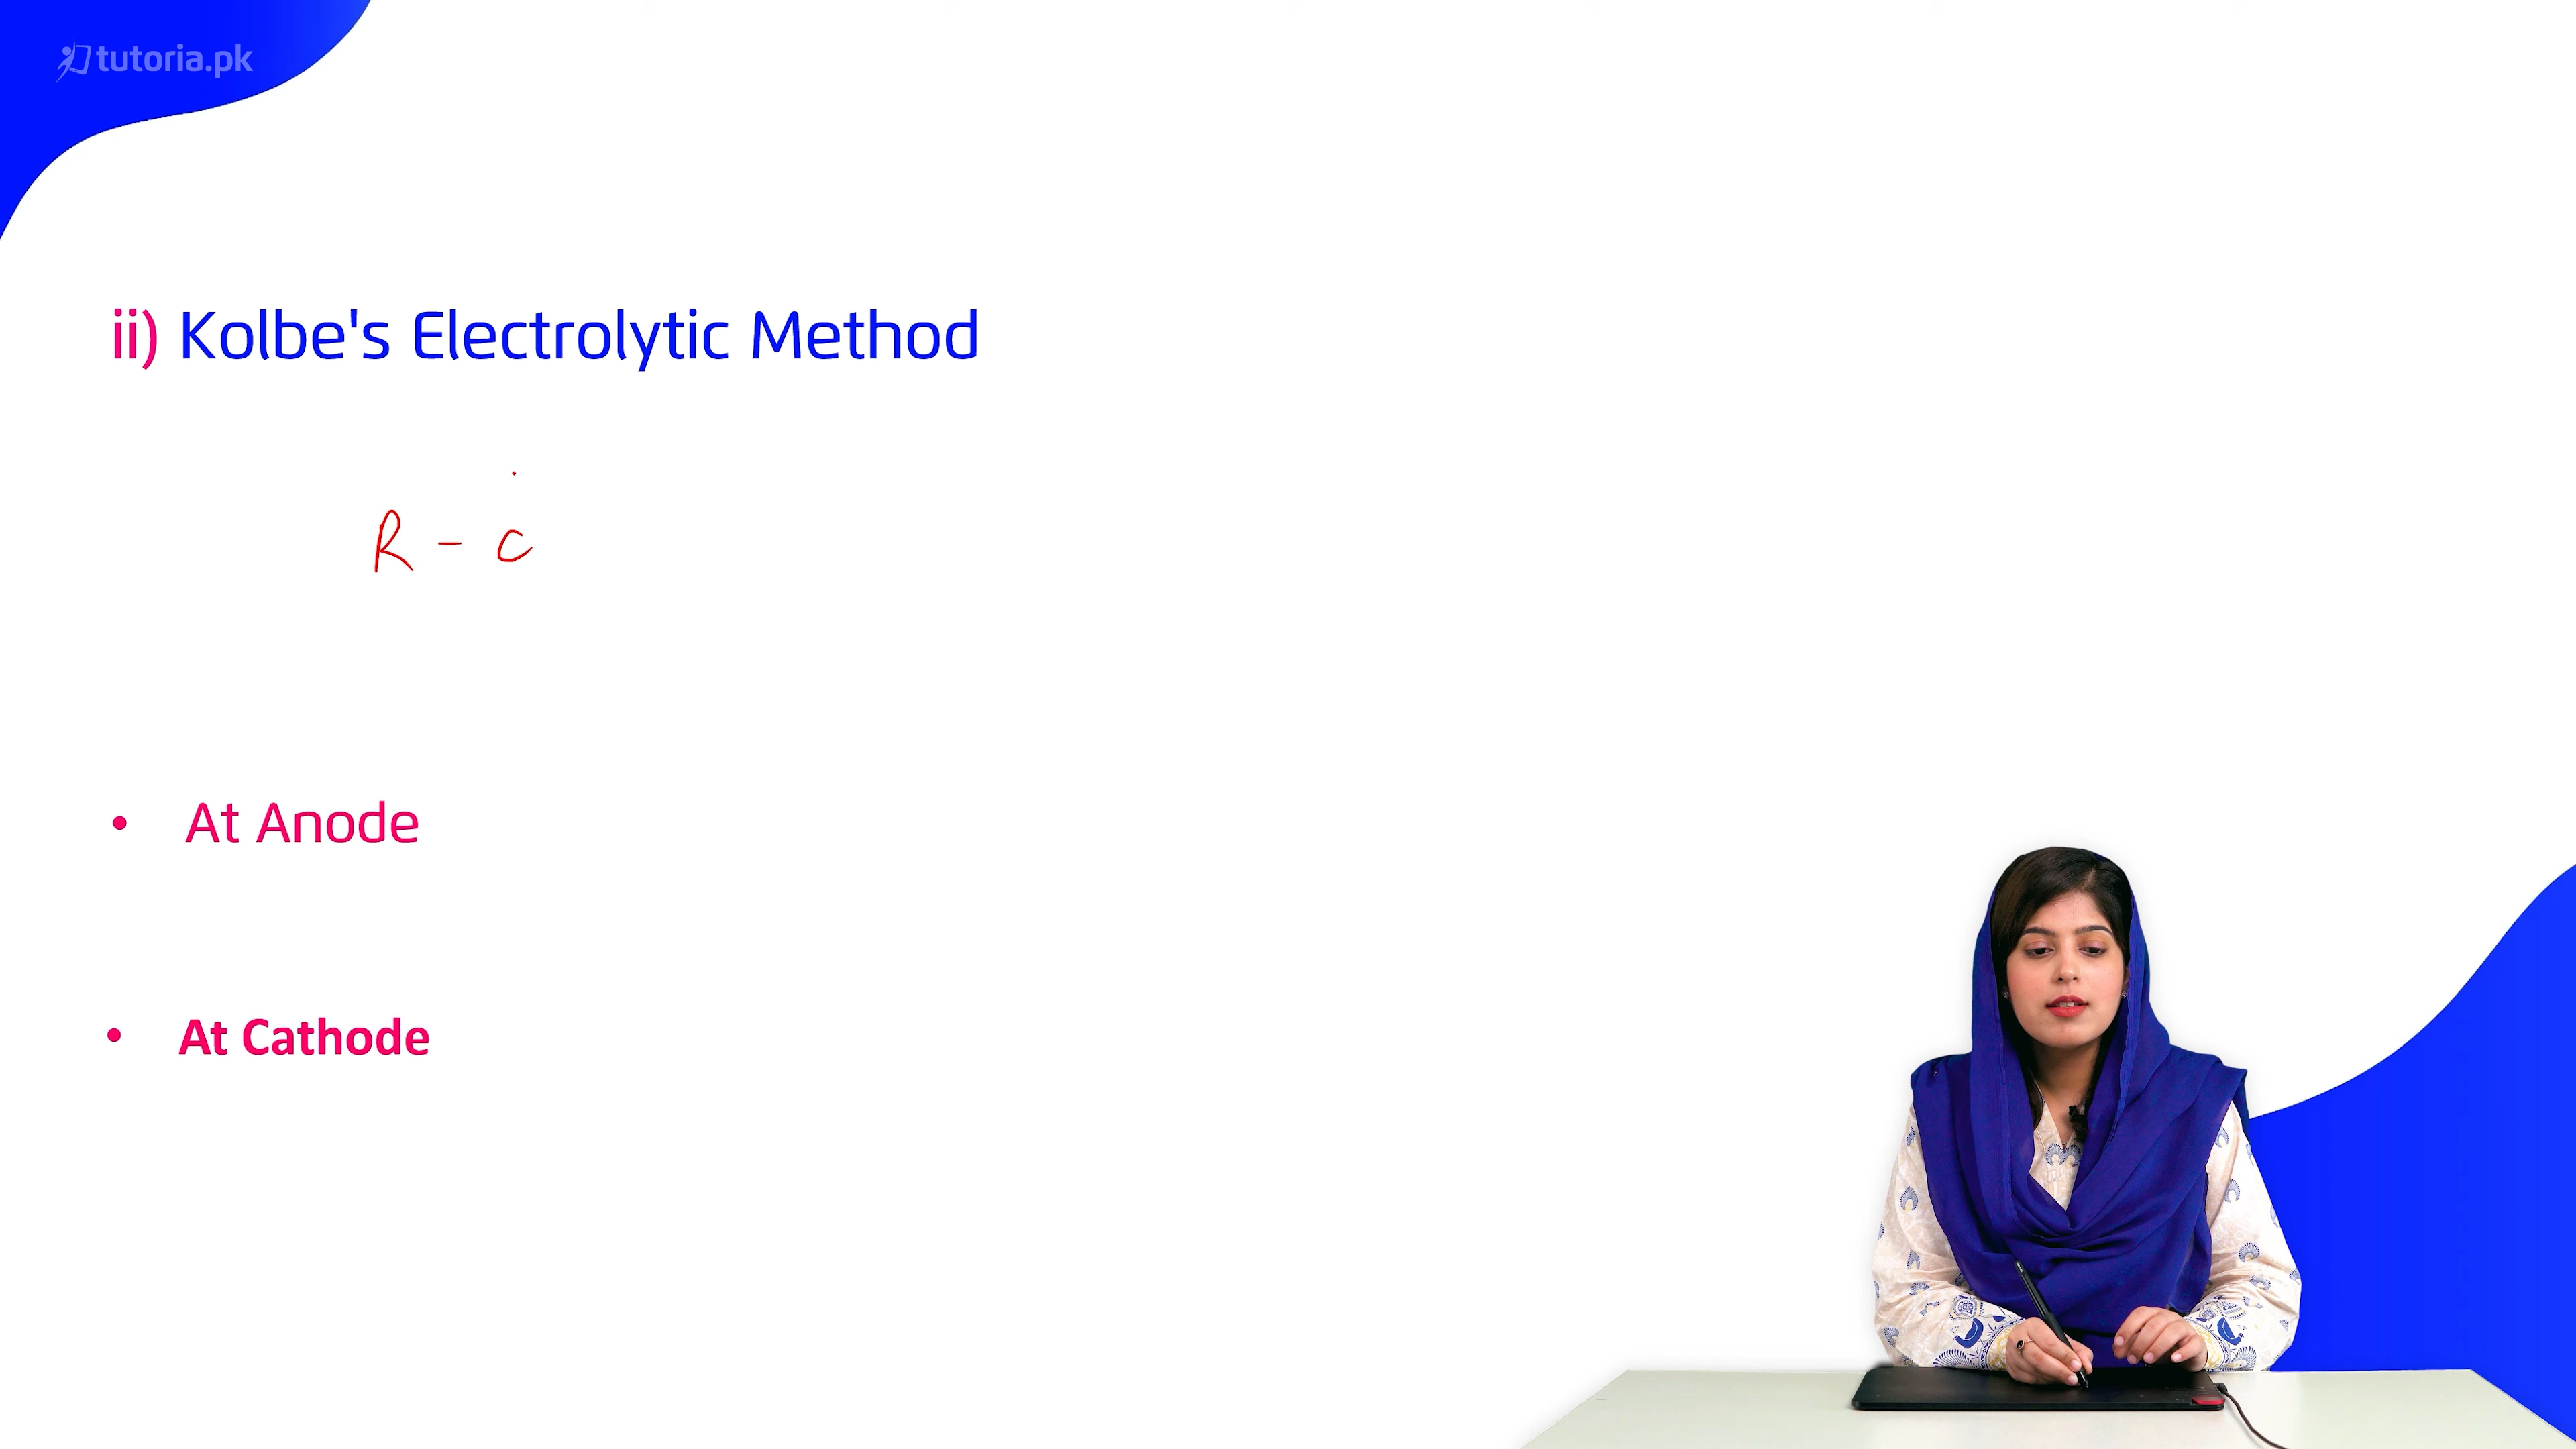 tutoria.pk
ii) Kolbe's Electrolytic Method
R - c
• At Anode
• At Cathode